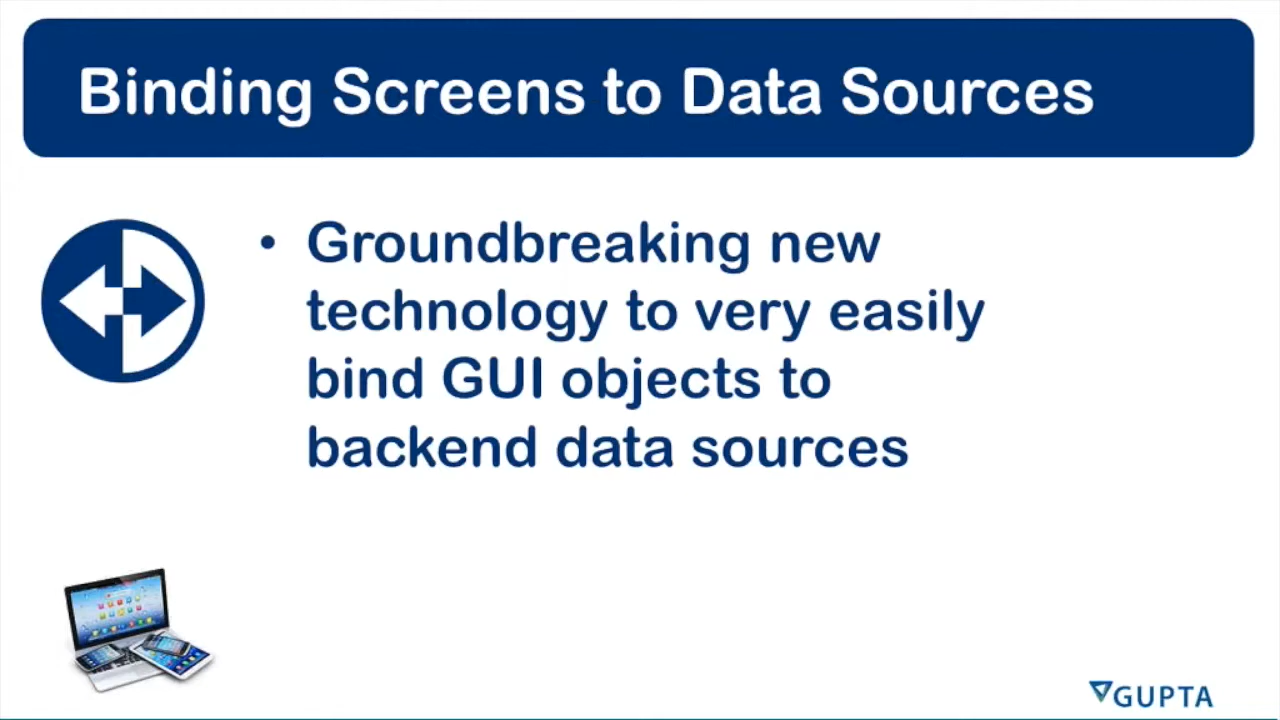 Binding Screens to Data Sources
• Groundbreaking new
technology to very easily
bind GUI objects to
backend data sources
GUPTA